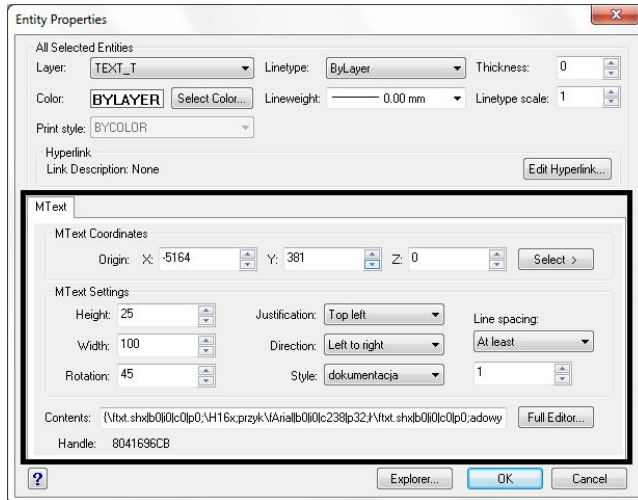 Entity Properties
All Selected Entities
Layer: TEXT_T Linetype: ByLayer Thickness: 0
Color: BYLAYER Select Color... Lineweight: 0.00 mm Linetype scale: 1
Print style: BYCOLOR
Hyperlink
Link Description: None Edit Hyperlink...
MText
MText Coordinates
Origin: X: -5164 Y: 381 Z: 0 Select >
MText Settings
Height: 25 Justification: Top left Line spacing:
Width: 100 Direction: Left to right At least
Rotation: 45 Style: dokumentacja 1
Contents: {\ftxt.shx|b0|i0|c0|p0;\H16x;przyk\fArial|b0|i0|c238|p32;ł\ftxt.shx|b0|i0|c0|p0;adowy Full Editor...
Handle: 8041696CB
? Explorer... OK Cancel